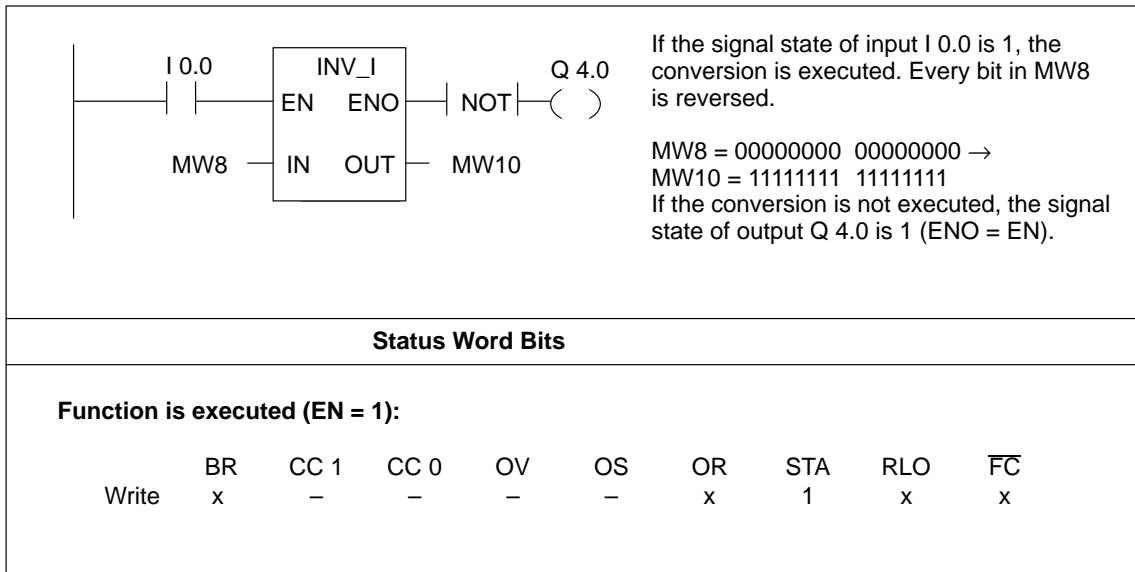 I 0.0
INV_I
Q 4.0
EN ENO
NOT
MW8
IN OUT
MW10
If the signal state of input I 0.0 is 1, the
conversion is executed. Every bit in MW8
is reversed.
MW8 = 00000000 00000000 →
MW10 = 11111111 11111111
If the conversion is not executed, the signal
state of output Q 4.0 is 1 (ENO = EN).
Status Word Bits
Function is executed (EN = 1):
BR CC 1 CC 0 OV OS OR STA RLO F̅C̅
Write x – – – – x 1 x x